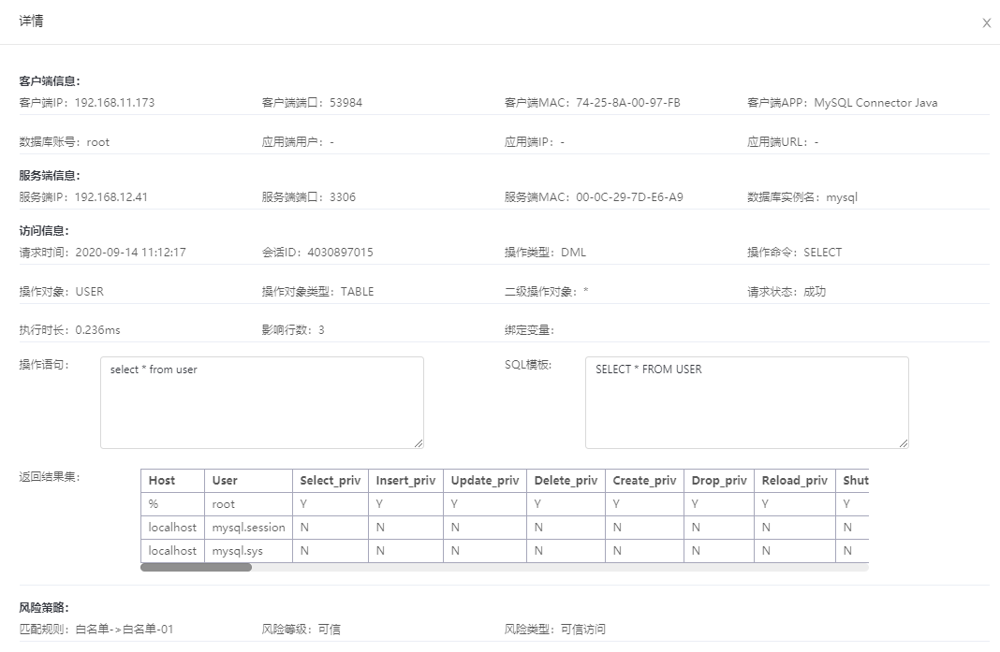 详情
客户端信息：
客户端IP：192.168.11.173 客户端端口：53984 客户端MAC：74-25-8A-00-97-FB 客户端APP：MySQL Connector Java
数据库账号：root 应用端用户：- 应用端IP：- 应用端URL：-
服务端信息：
服务端IP：192.168.12.41 服务端端口：3306 服务端MAC：00-0C-29-7D-E6-A9 数据库实例名：mysql
访问信息：
请求时间：2020-09-14 11:12:17 会话ID：4030897015 操作类型：DML 操作命令：SELECT
操作对象：USER 操作对象类型：TABLE 二级操作对象：* 请求状态：成功
执行时长：0.236ms 影响行数：3 绑定变量：
操作语句： select * from user SQL模板: SELECT * FROM USER
返回结果集：
Host User Select_priv Insert_priv Update_priv Delete_priv Create_priv Drop_priv Reload_priv Shut
% root Y Y Y Y Y Y Y Y
localhost mysql.session N N N N N N N N
localhost mysql.sys N N N N N N N N
风险策略：
匹配规则：白名单->白名单-01 风险等级：可信 风险类型：可信访问